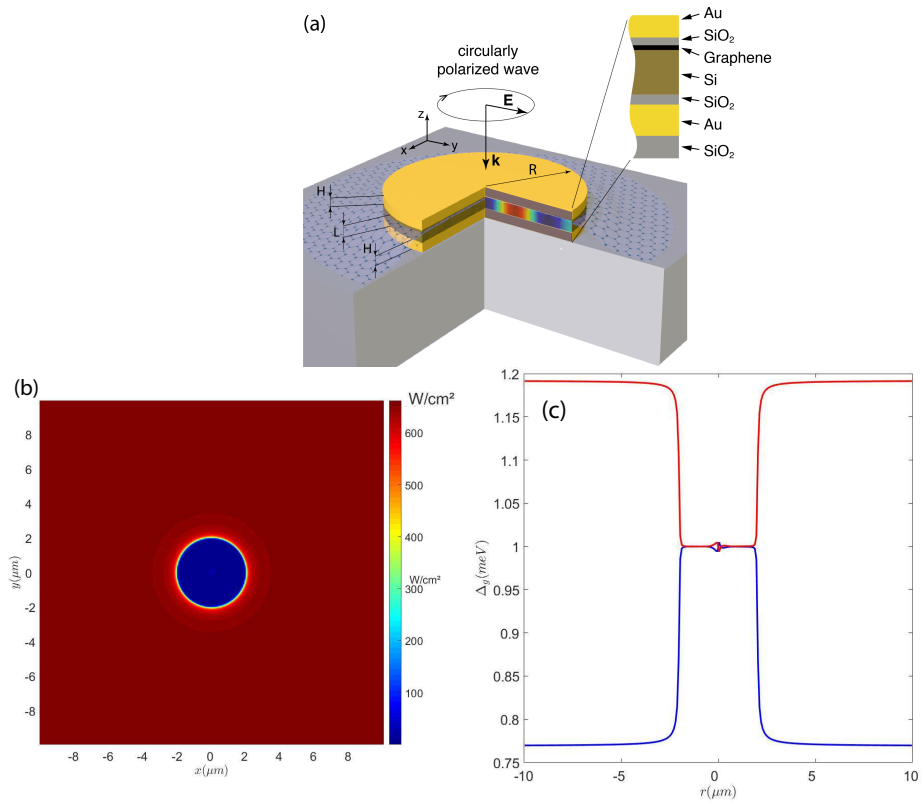 (a)
circularly
polarized wave
E
z
x
y
k
R
H
L
H
Au
SiO₂
Graphene
Si
SiO₂
Au
SiO₂
(b)
W/cm²
8
6
4
2
0
-2
-4
-6
-8
y(μm)
-8 -6 -4 -2 0 2 4 6 8
x(μm)
600
500
400
W/cm²
300
200
100
(c)
1.2
1.15
1.1
1.05
1
0.95
0.9
0.85
0.8
0.75
Δg(meV)
-10 -5 0 5 10
r(μm)